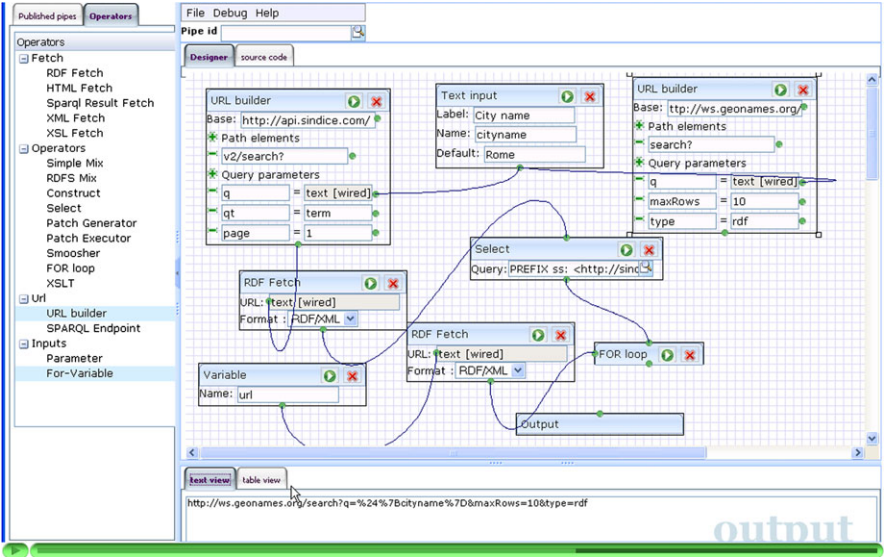 Published pipes Operators
Operators
Fetch
RDF Fetch
HTML Fetch
Sparql Result Fetch
XML Fetch
XSL Fetch
Operators
Simple Mix
RDFS Mix
Construct
Select
Patch Generator
Patch Executor
Smoosher
FOR loop
XSLT
Url
URL builder
SPARQL Endpoint
Inputs
Parameter
For-Variable
File Debug Help
Pipe id
Designer source code
URL builder
Base: http://api.sindice.com/
Path elements
v2/search?
Query parameters
q = text [wired]
qt = term
page = 1
Text input
Label: City name
Name: cityname
Default: Rome
URL builder
Base: ttp://ws.geonames.org/
Path elements
search?
Query parameters
q = text [wired]
maxRows = 10
type = rdf
Select
Query: PREFIX ss: <http://sind
RDF Fetch
URL: text [wired]
Format : RDF/XML
RDF Fetch
URL: text [wired]
Format : RDF/XML
FOR loop
Variable
Name: url
Output
text view table view
http://ws.geonames.org/search?q=%24%7Bcityname%7D&maxRows=10&type=rdf
output